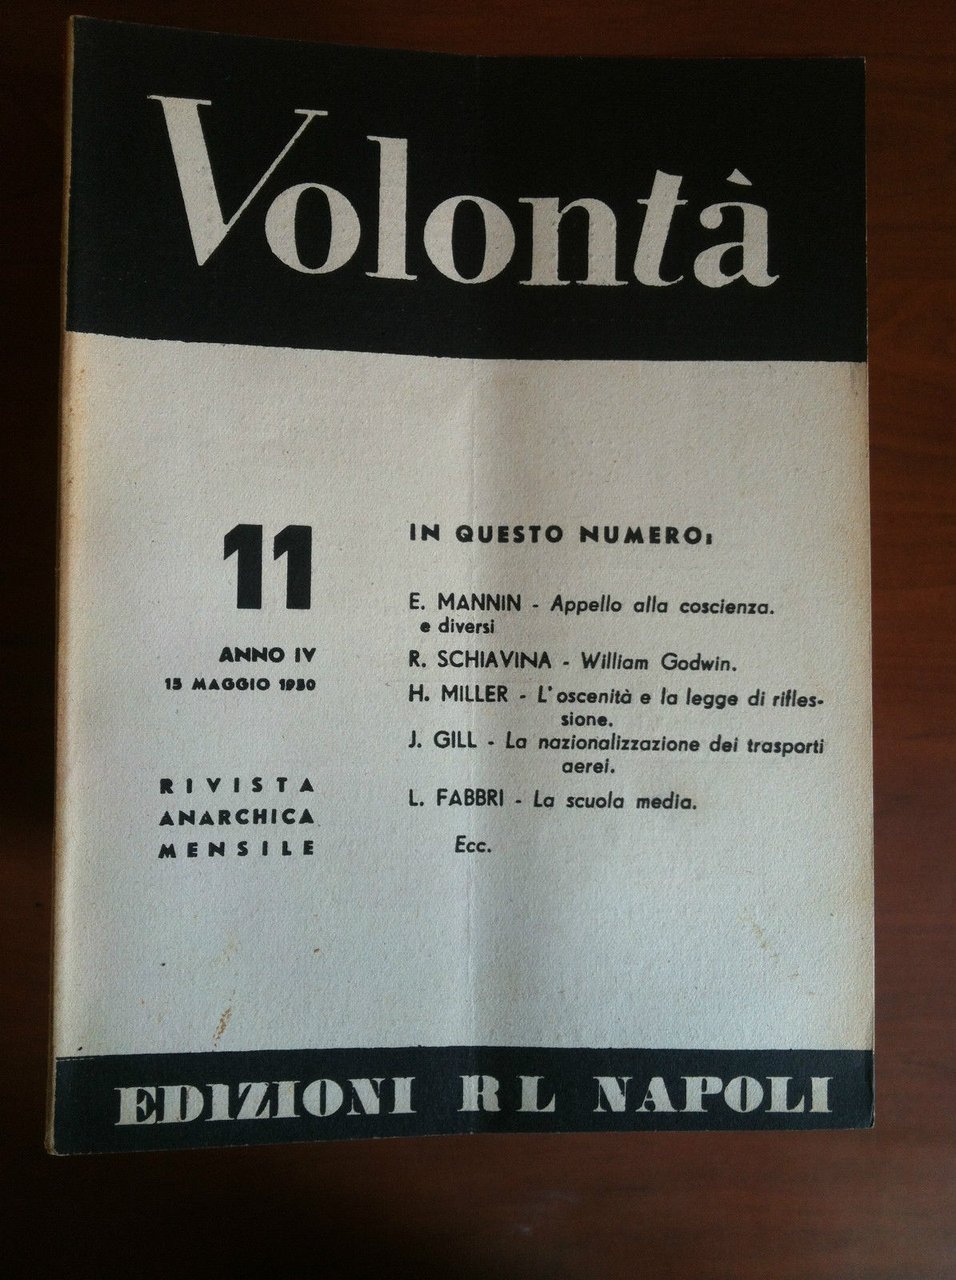 Volontà
11
ANNO IV
15 MAGGIO 1950
RIVISTA
ANARCHICA
MENSILE
IN QUESTO NUMERO:
E. MANNIN - Appello alla coscienza.
e diversi
R. SCHIAVINA - William Godwin.
H. MILLER - L'oscenità e la legge di rifles-
sione.
J. GILL - La nazionalizzazione dei trasporti
aerei.
L. FABBRI - La scuola media.
Ecc.
EDIZIONI RL NAPOLI